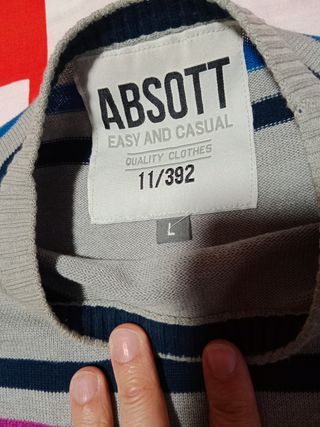 ABSOTT
EASY AND CASUAL
QUALITY CLOTHES
11/392
L